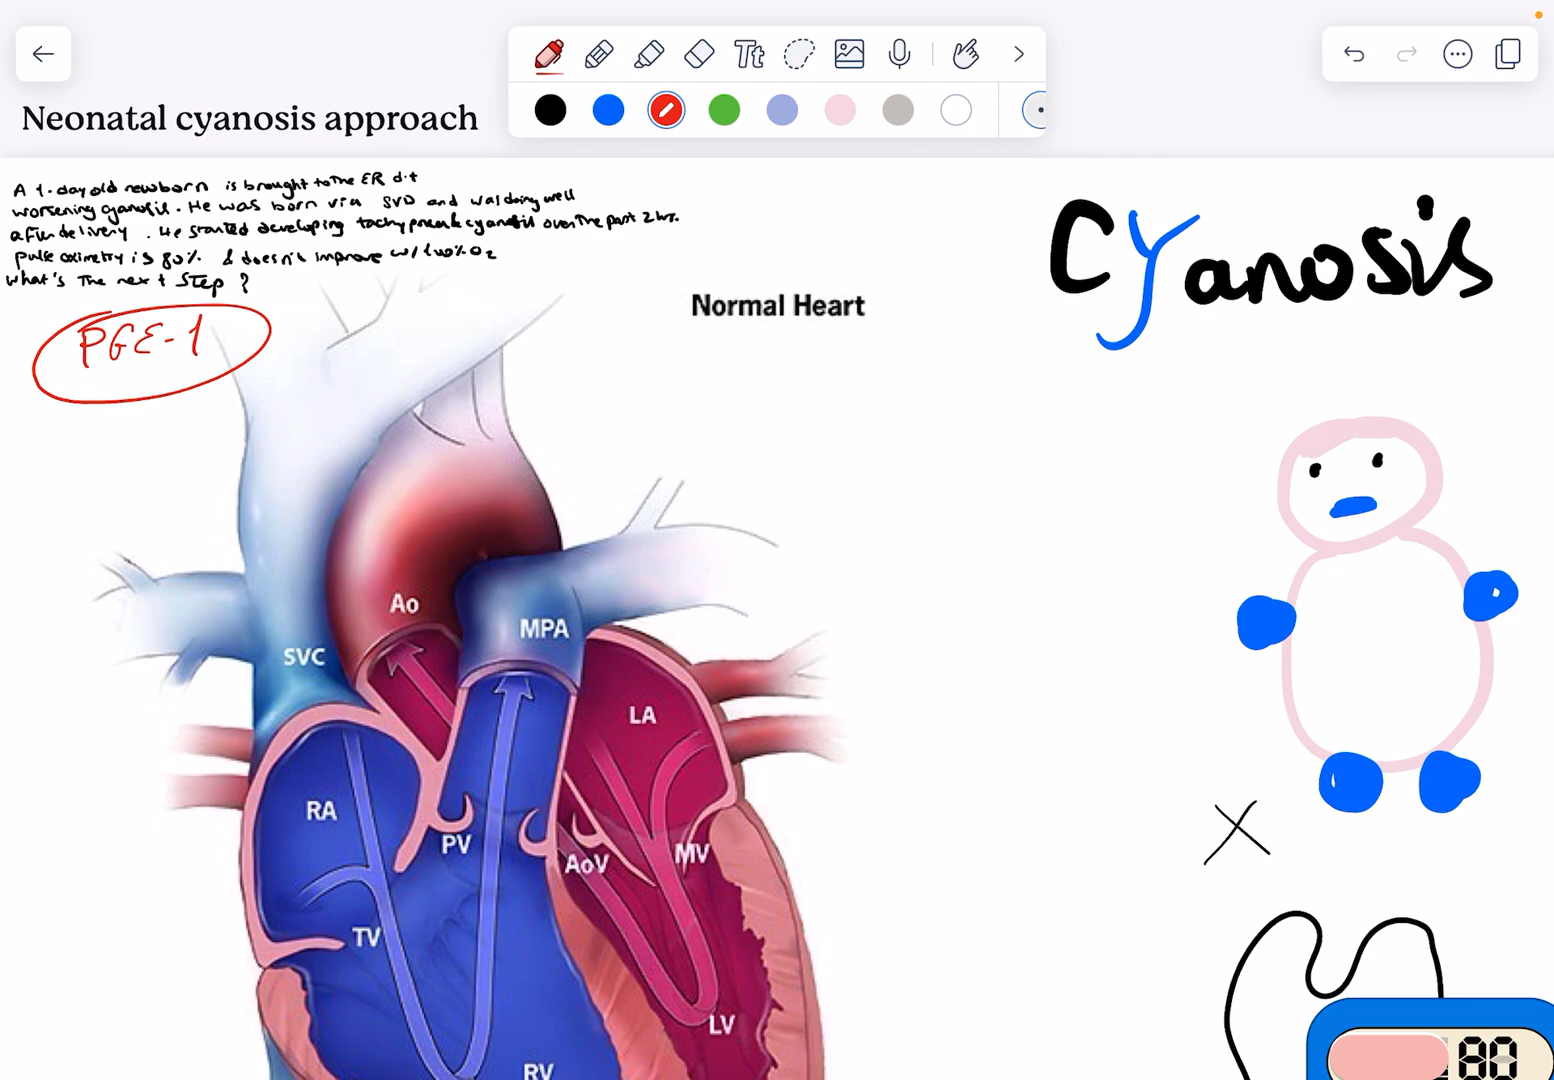 Tt
Neonatal cyanosis approach
A 1-day old newborn is brought to the ER d.t
worsening cyanosis. He was born via SVD and was doing well
after delivery. He started developing tachypnea & cyanosis over the past 2 hrs.
pulse oximetry is 80% & doesn't improve w/ 100% O2
what's the next step ?
PGE-1
Cyanosis
Normal Heart
Ao
MPA
SVC
LA
RA
PV
AoV
MV
TV
LV
RV
80